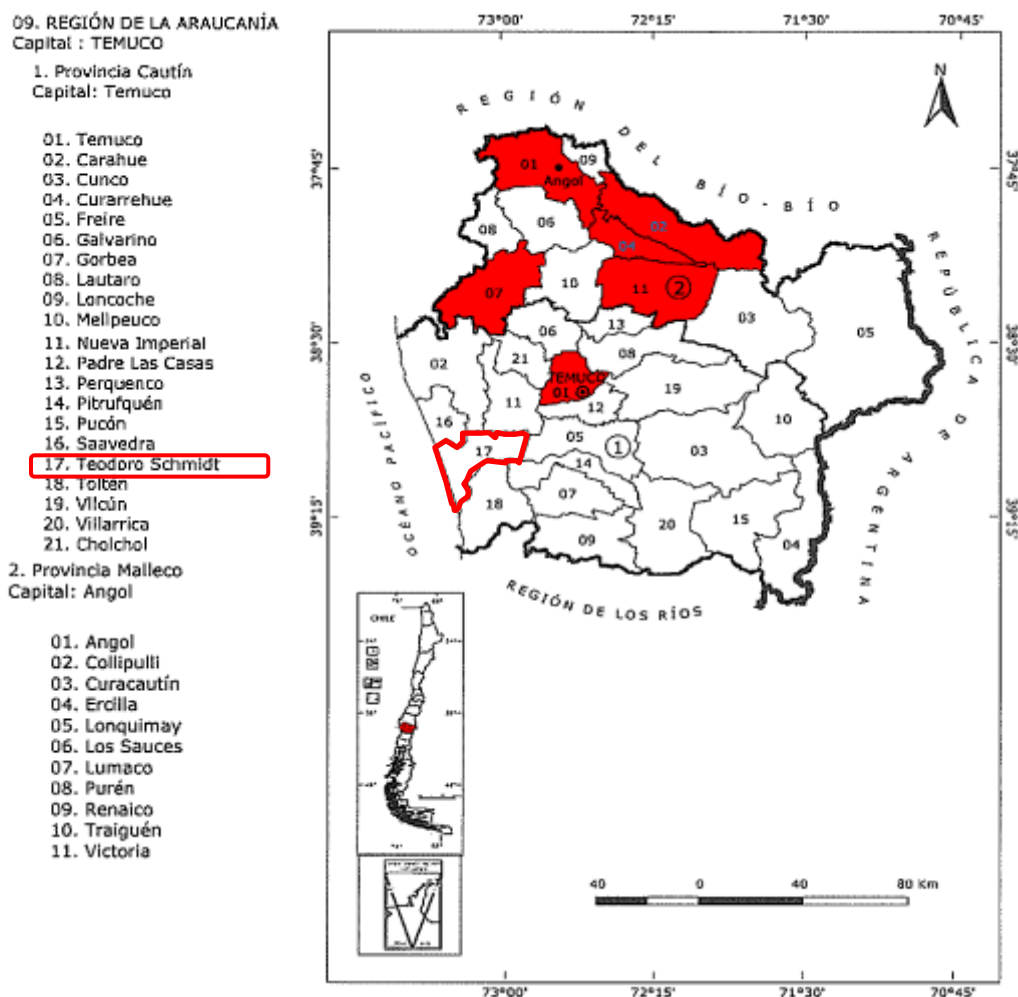 09. REGIÓN DE LA ARAUCANÍA
Capital : TEMUCO
1. Provincia Cautín
Capital: Temuco
01. Temuco
02. Carahue
03. Cunco
04. Curarrehue
05. Freire
06. Galvarino
07. Gorbea
08. Lautaro
09. Loncoche
10. Melipeuco
11. Nueva Imperial
12. Padre Las Casas
13. Perquenco
14. Pitrufquén
15. Pucón
16. Saavedra
17. Teodoro Schmidt
18. Toltén
19. Vilcún
20. Villarrica
21. Cholchol
2. Provincia Malleco
Capital: Angol
01. Angol
02. Collipulli
03. Curacautín
04. Ercilla
05. Lonquimay
06. Los Sauces
07. Lumaco
08. Purén
09. Renaico
10. Traiguén
11. Victoria
73°00' 72°15' 71°30' 70°45'
N
REGIÓN DEL BÍO-BÍO
37°45' 37°45'
01 09
Angol
08 06 02
04
07 10 11 2
03 05
REPÚBLICA DE ARGENTINA
38°30' 38°30'
06 13
02 21 08
TEMUCO
01 19
11 12
16 10
17 05 1 03
14
OCÉANO PACÍFICO
18 07
20 15
09 04
39°15' 39°15'
REGIÓN DE LOS RÍOS
CHILE
40 0 40 80 Km
73°00' 72°15' 71°30' 70°45'